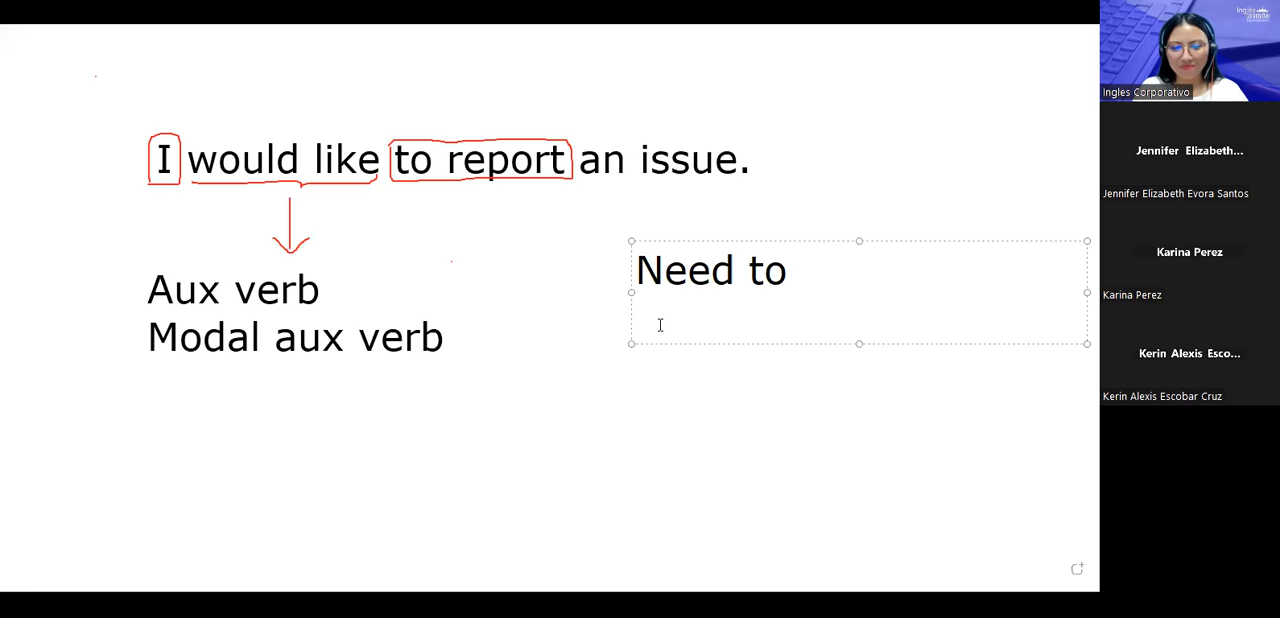 I would like to report an issue.
Aux verb
Modal aux verb
Need to
Ingles Corporativo
Jennifer Elizabeth...
Jennifer Elizabeth Evora Santos
Karina Perez
Karina Perez
Kerin Alexis Esco...
Kerin Alexis Escobar Cruz